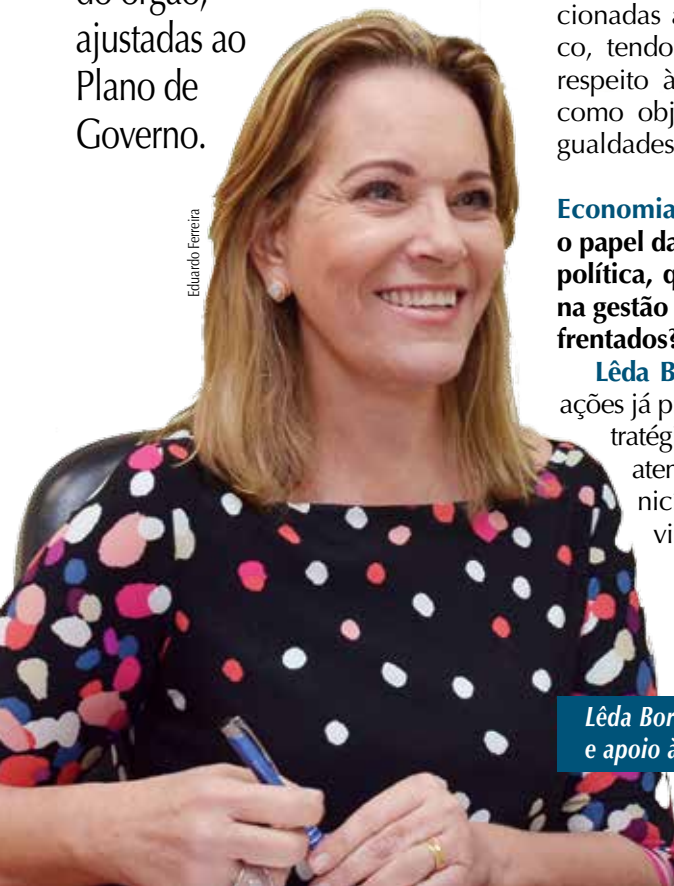 do órgão,
ajustadas ao
Plano de
Governo.
Eduardo Ferreira
cionadas
co, tendo
respeito à
como obj
gualdades
Economia
o papel da
política, q
na gestão
frentados?
Lêda B
ações já p
tratég
aten
nic
vi
Lêda Bor
e apoio à